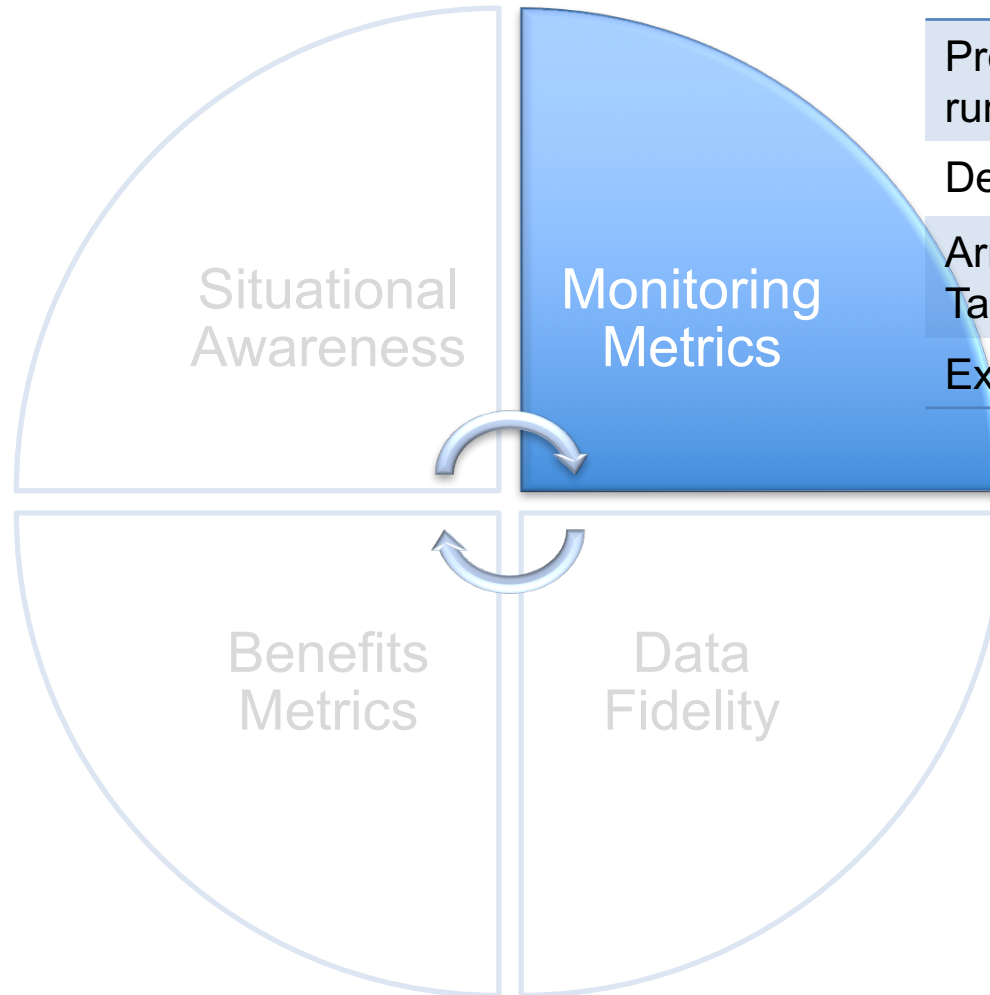 Situational
Awareness
Monitoring
Metrics
Benefits
Metrics
Data
Fidelity